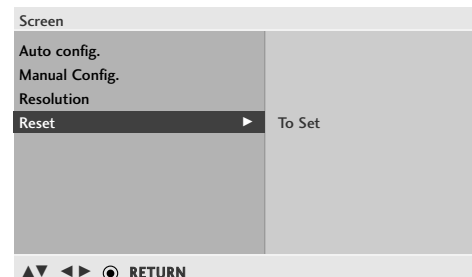 Screen
Auto config.
Manual Config.
Resolution
Reset ► To Set
▲▼ ◄► RETURN